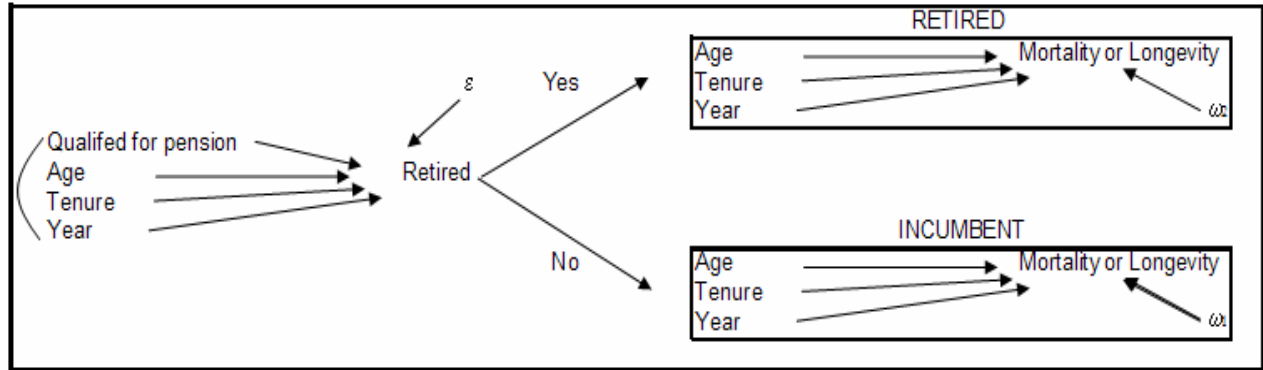 RETIRED
Age
Mortality or Longevity
Tenure
Year
ω₂
ε
Yes
Qualifed for pension
Age
Tenure
Year
Retired
No
INCUMBENT
Age
Mortality or Longevity
Tenure
Year
ω₁